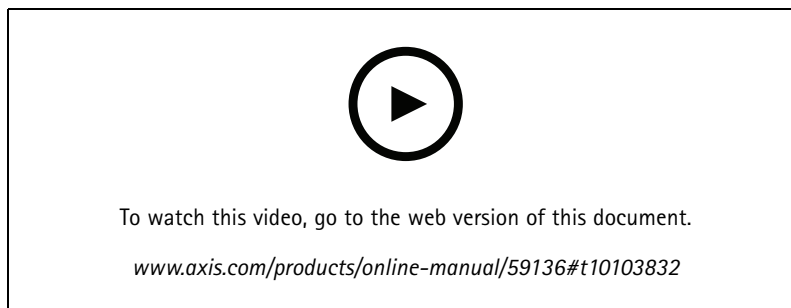 To watch this video, go to the web version of this document.
www.axis.com/products/online-manual/59136#t10103832